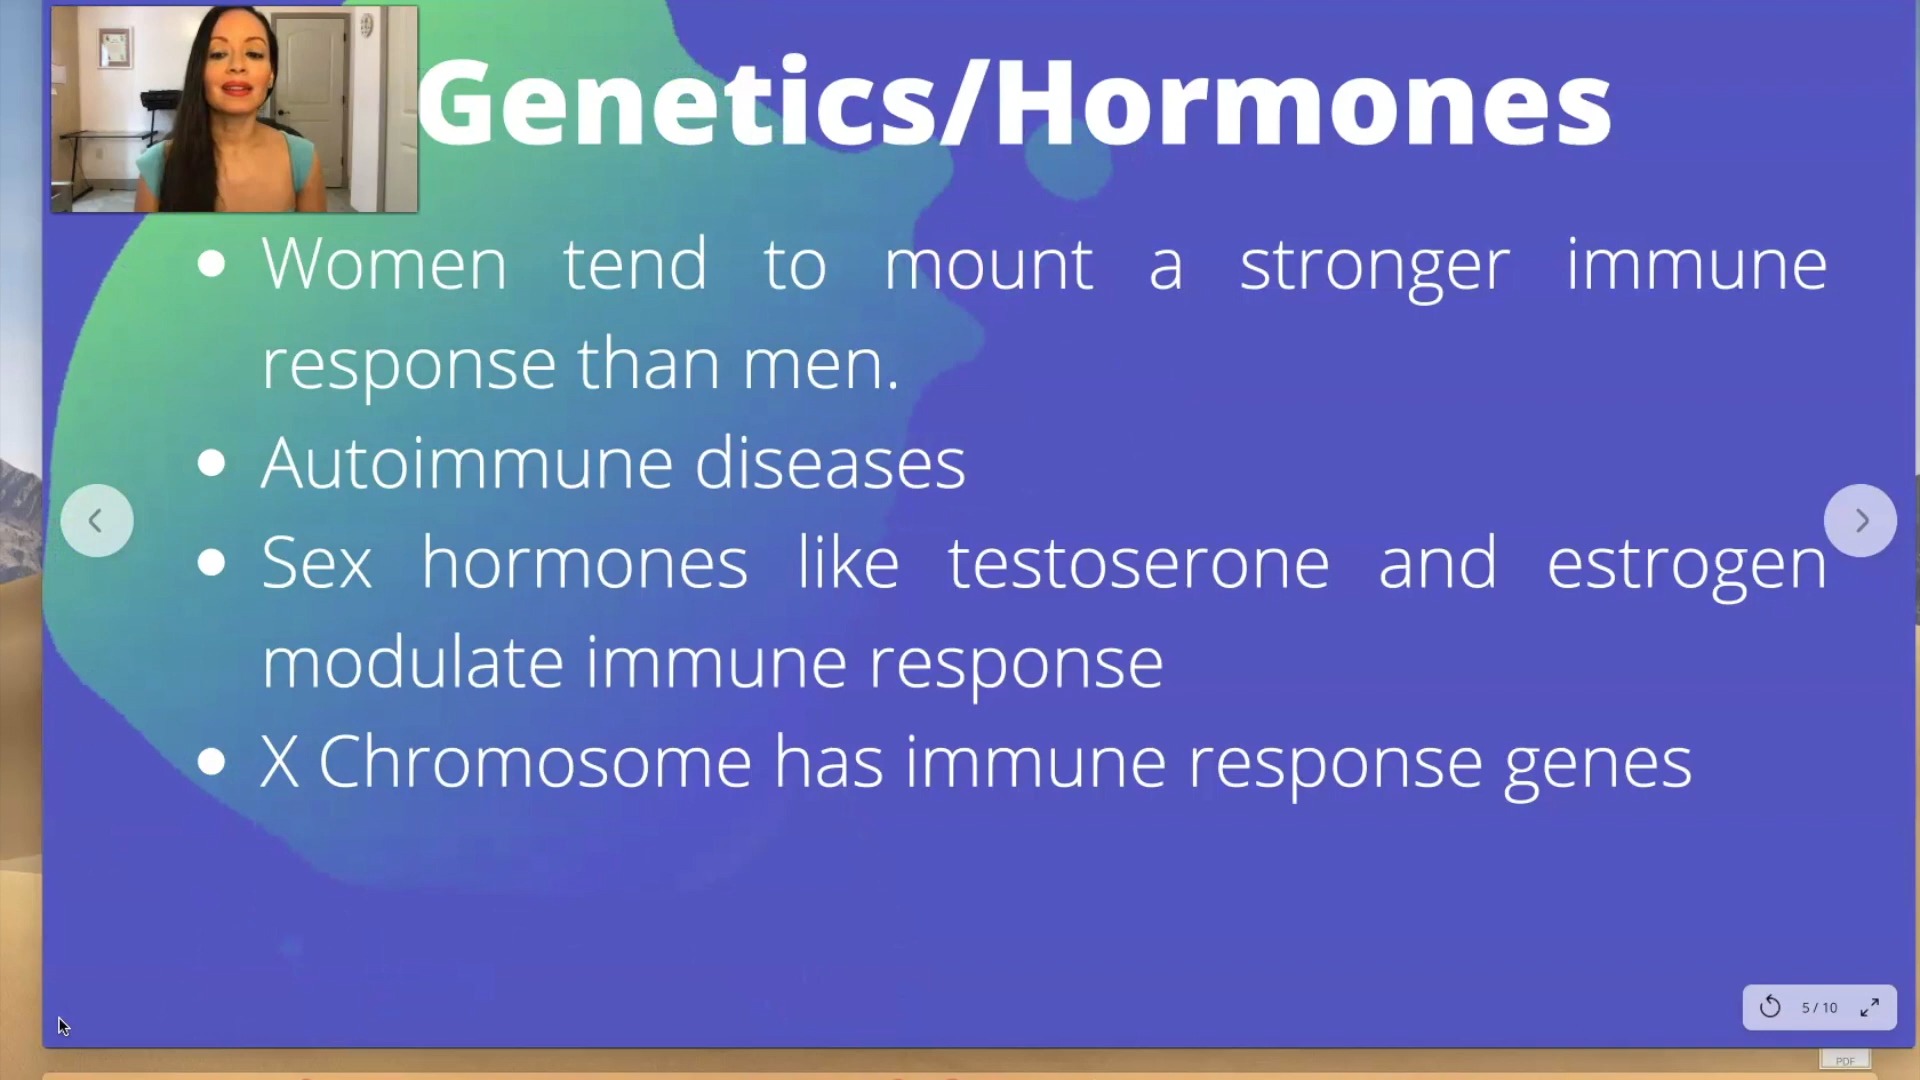 Genetics/Hormones
Women tend to mount a stronger immune
response than men.
Autoimmune diseases
Sex hormones like testoserone and estrogen
modulate immune response
X Chromosome has immune response genes
5 / 10
PDF